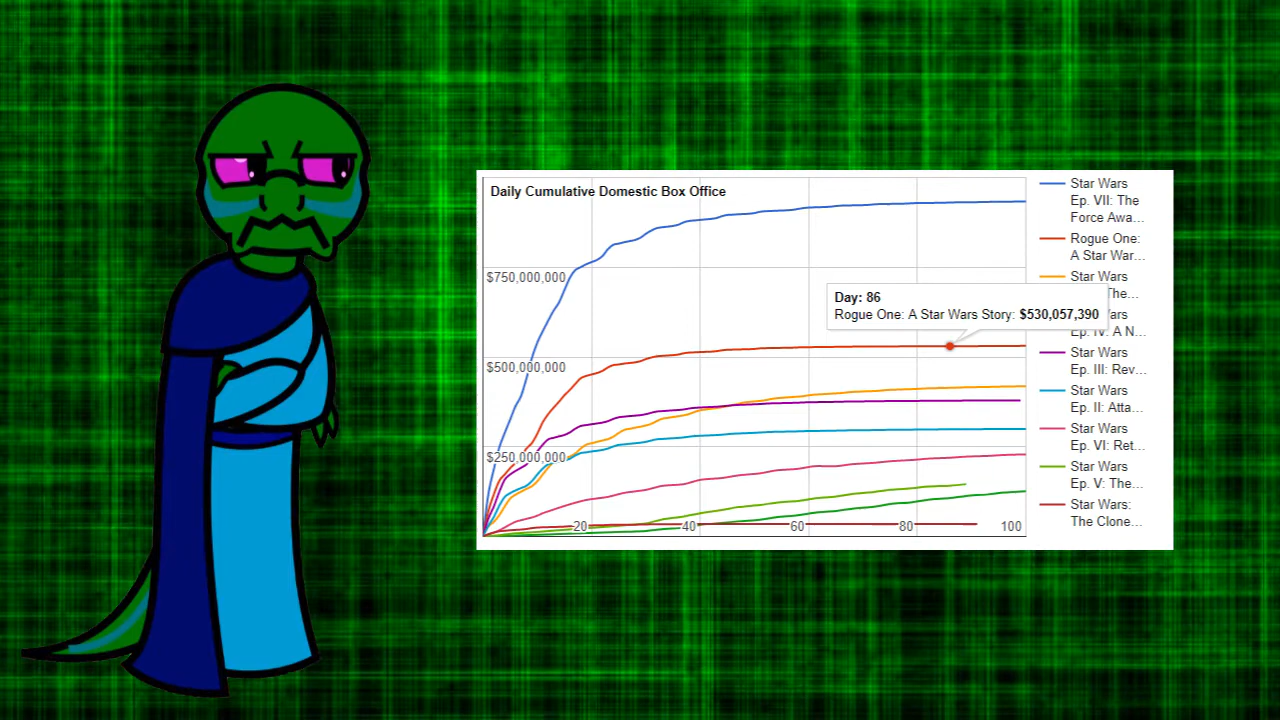 Daily Cumulative Domestic Box Office
$750,000,000
$500,000,000
$250,000,000
20 40 60 80 100
Star Wars
Ep. VII: The
Force Awa...
Rogue One:
A Star War...
Star Wars
The...
Day: 86
Rogue One: A Star Wars Story: $530,057,390
Ep. IV: A N...
Star Wars
Ep. III: Rev...
Star Wars
Ep. II: Atta...
Star Wars
Ep. VI: Ret...
Star Wars
Ep. V: The...
Star Wars:
The Clone...